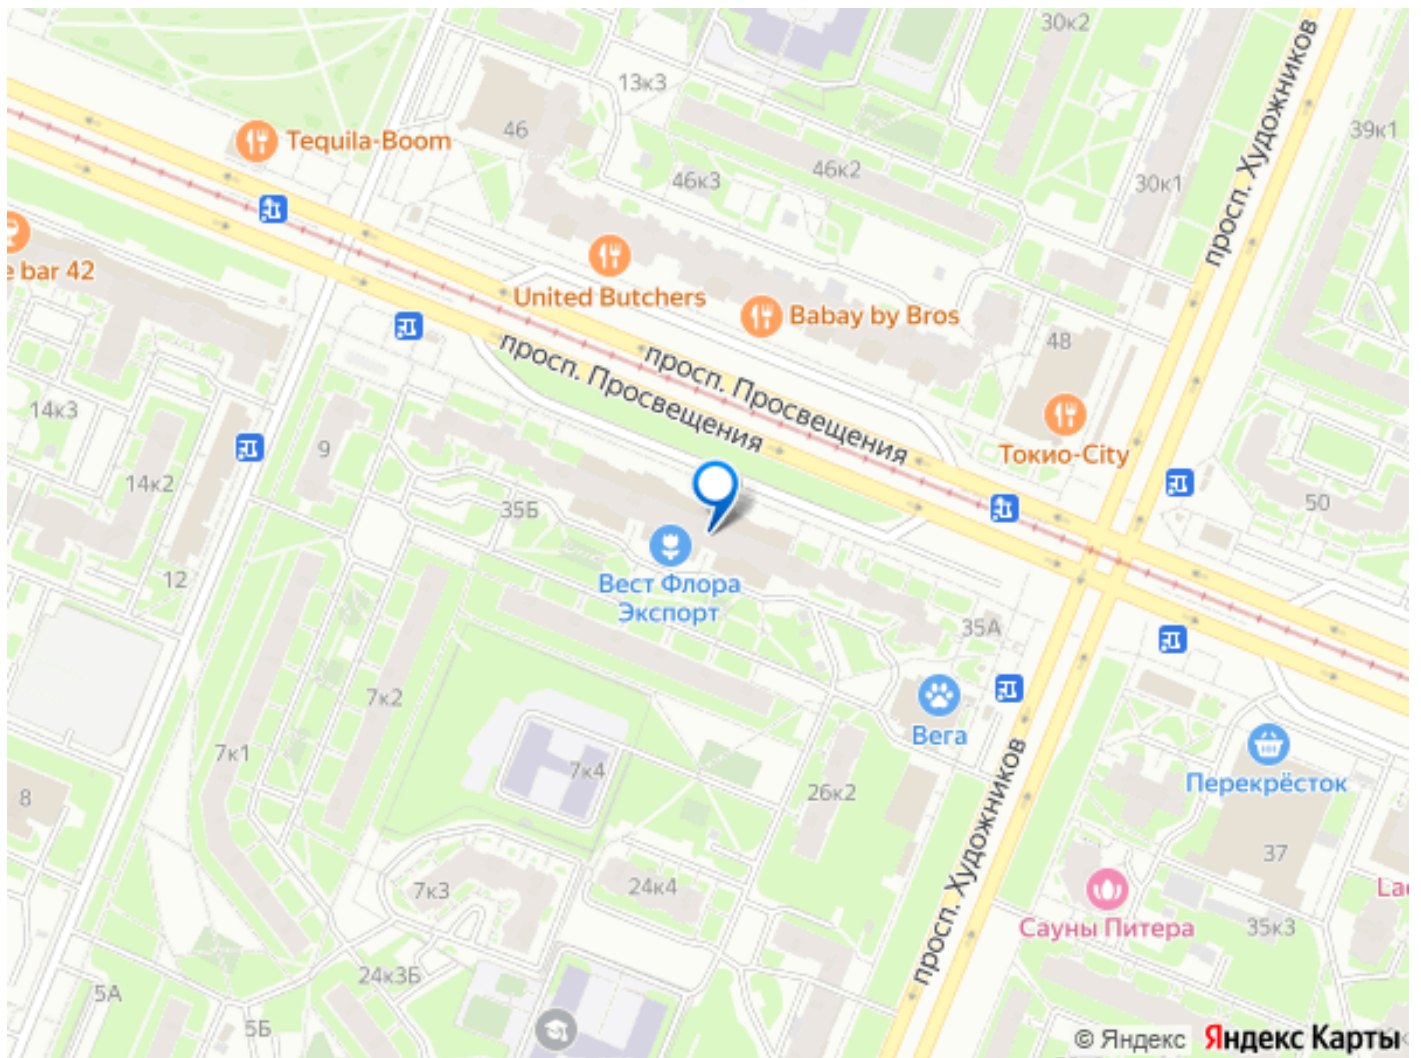 30к2
просп. Художников
13к3
39к1
Tequila-Boom
46
46к3
46к2
30к1
e bar 42
United Butchers
Babay by Bros
48
просп. Просвещения
просп. Просвещения
14к3
9
Токио-City
14к2
35Б
50
Вест Флора
Экспорт
12
35А
7к2
Вега
7к1
7к4
26к2
Перекрёсток
8
просп. Художников
37
7к3
24к4
Сауны Питера
35к3
24к3Б
5А
5Б
© Яндекс
Яндекс Карты